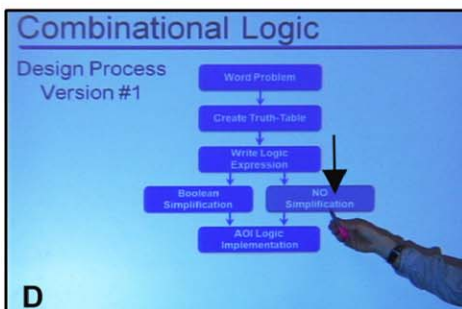 Combinational Logic
Design Process
Version #1
Word Problem
Create Truth-Table
Write Logic
Expression
Boolean
Simplification
NO
Simplification
AOI Logic
Implementation
D